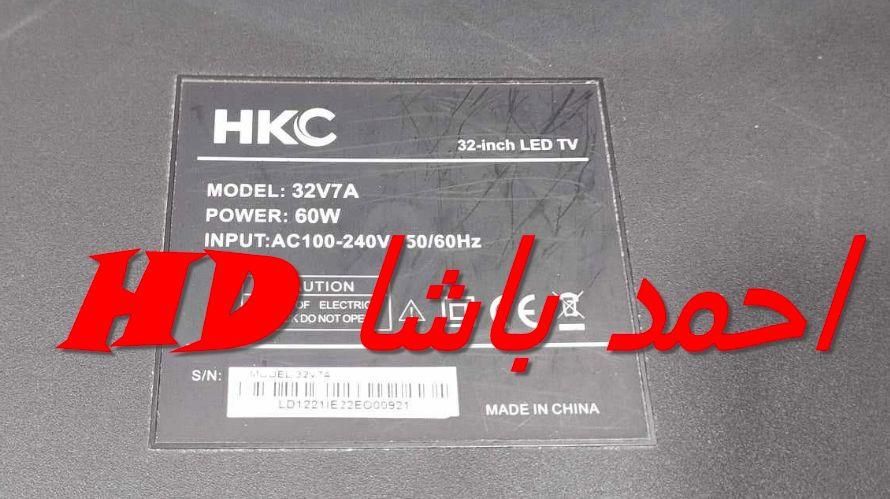 HKC
32-inch LED TV
MODEL: 32V7A
POWER: 60W
INPUT:AC100-240V 50/60Hz
احمد باشا HD
UTION
OF ELECTRIC
K DO NOT OPE
S/N:
MODEL 32V7A
LD1221IE22EO00921
MADE IN CHINA